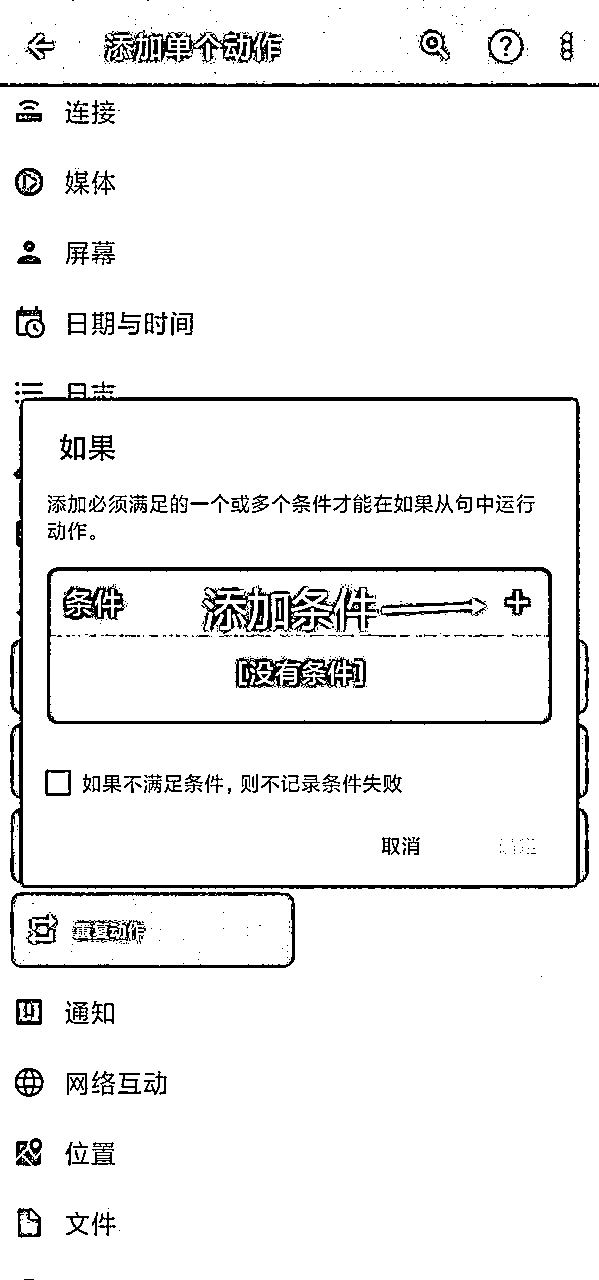 添加单个动作
连接
媒体
屏幕
日期与时间
日志
如果
添加必须满足的一个或多个条件才能在如果从句中运行
动作。
条件
添加条件
[没有条件]
如果不满足条件，则不记录条件失败
取消
重复动作
通知
网络互动
位置
文件